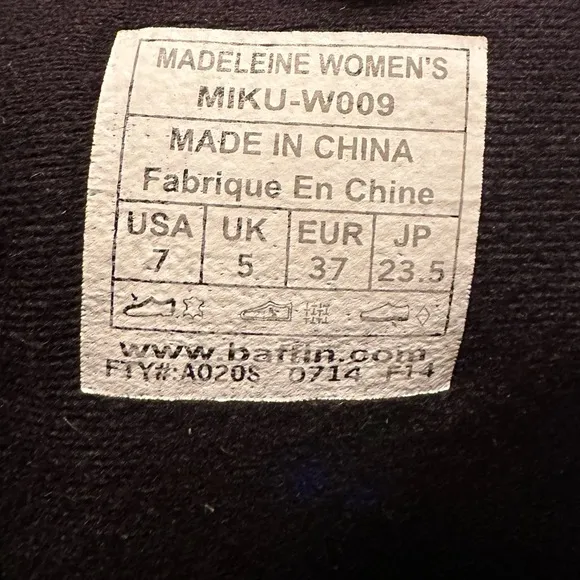 MADELEINE WOMEN'S
MIKU-W009
MADE IN CHINA
Fabrique En Chine
USA UK EUR JP
7 5 37 23.5
www.baffin.com
FTY#:A0208 0714 F14